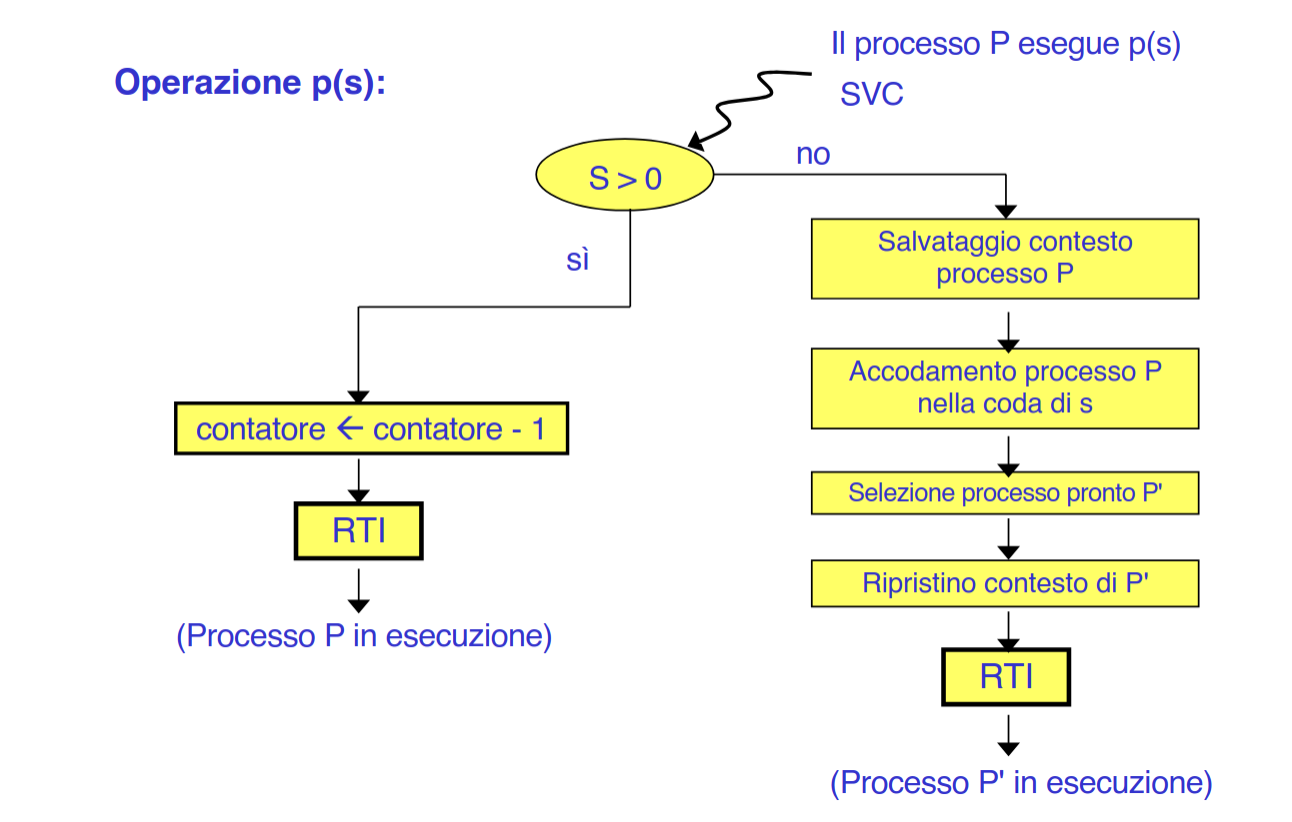 Operazione p(s):
Il processo P esegue p(s)
SVC
S > 0
no
sì
Salvataggio contesto
processo P
Accodamento processo P
nella coda di s
Selezione processo pronto P'
Ripristino contesto di P'
RTI
(Processo P' in esecuzione)
contatore ← contatore - 1
RTI
(Processo P in esecuzione)